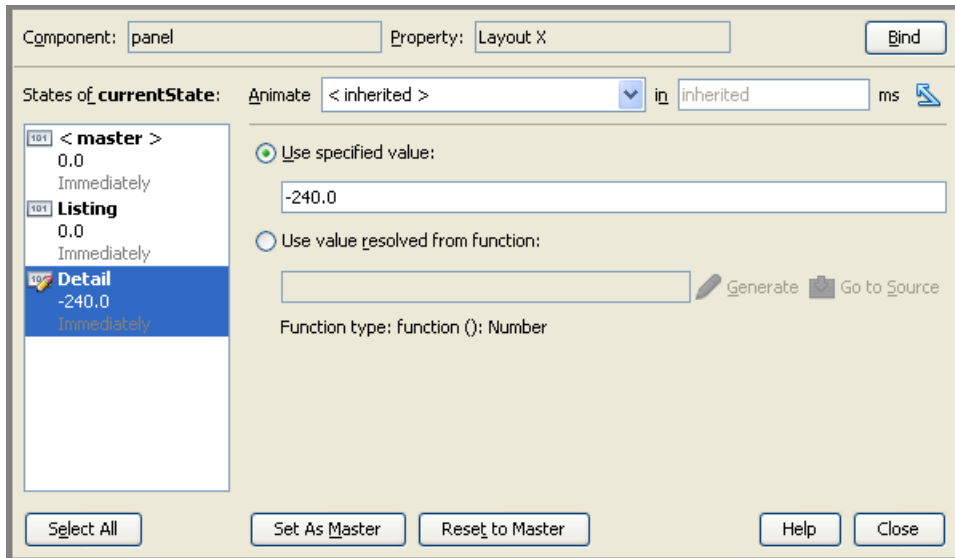 Component: panel Property: Layout X Bind
States of currentState: Animate < inherited > in inherited ms
< master >
0.0
Immediately
Listing
0.0
Immediately
Detail
-240.0
Immediately
Use specified value:
-240.0
Use value resolved from function:
Generate Go to Source
Function type: function (): Number
Select All Set As Master Reset to Master Help Close